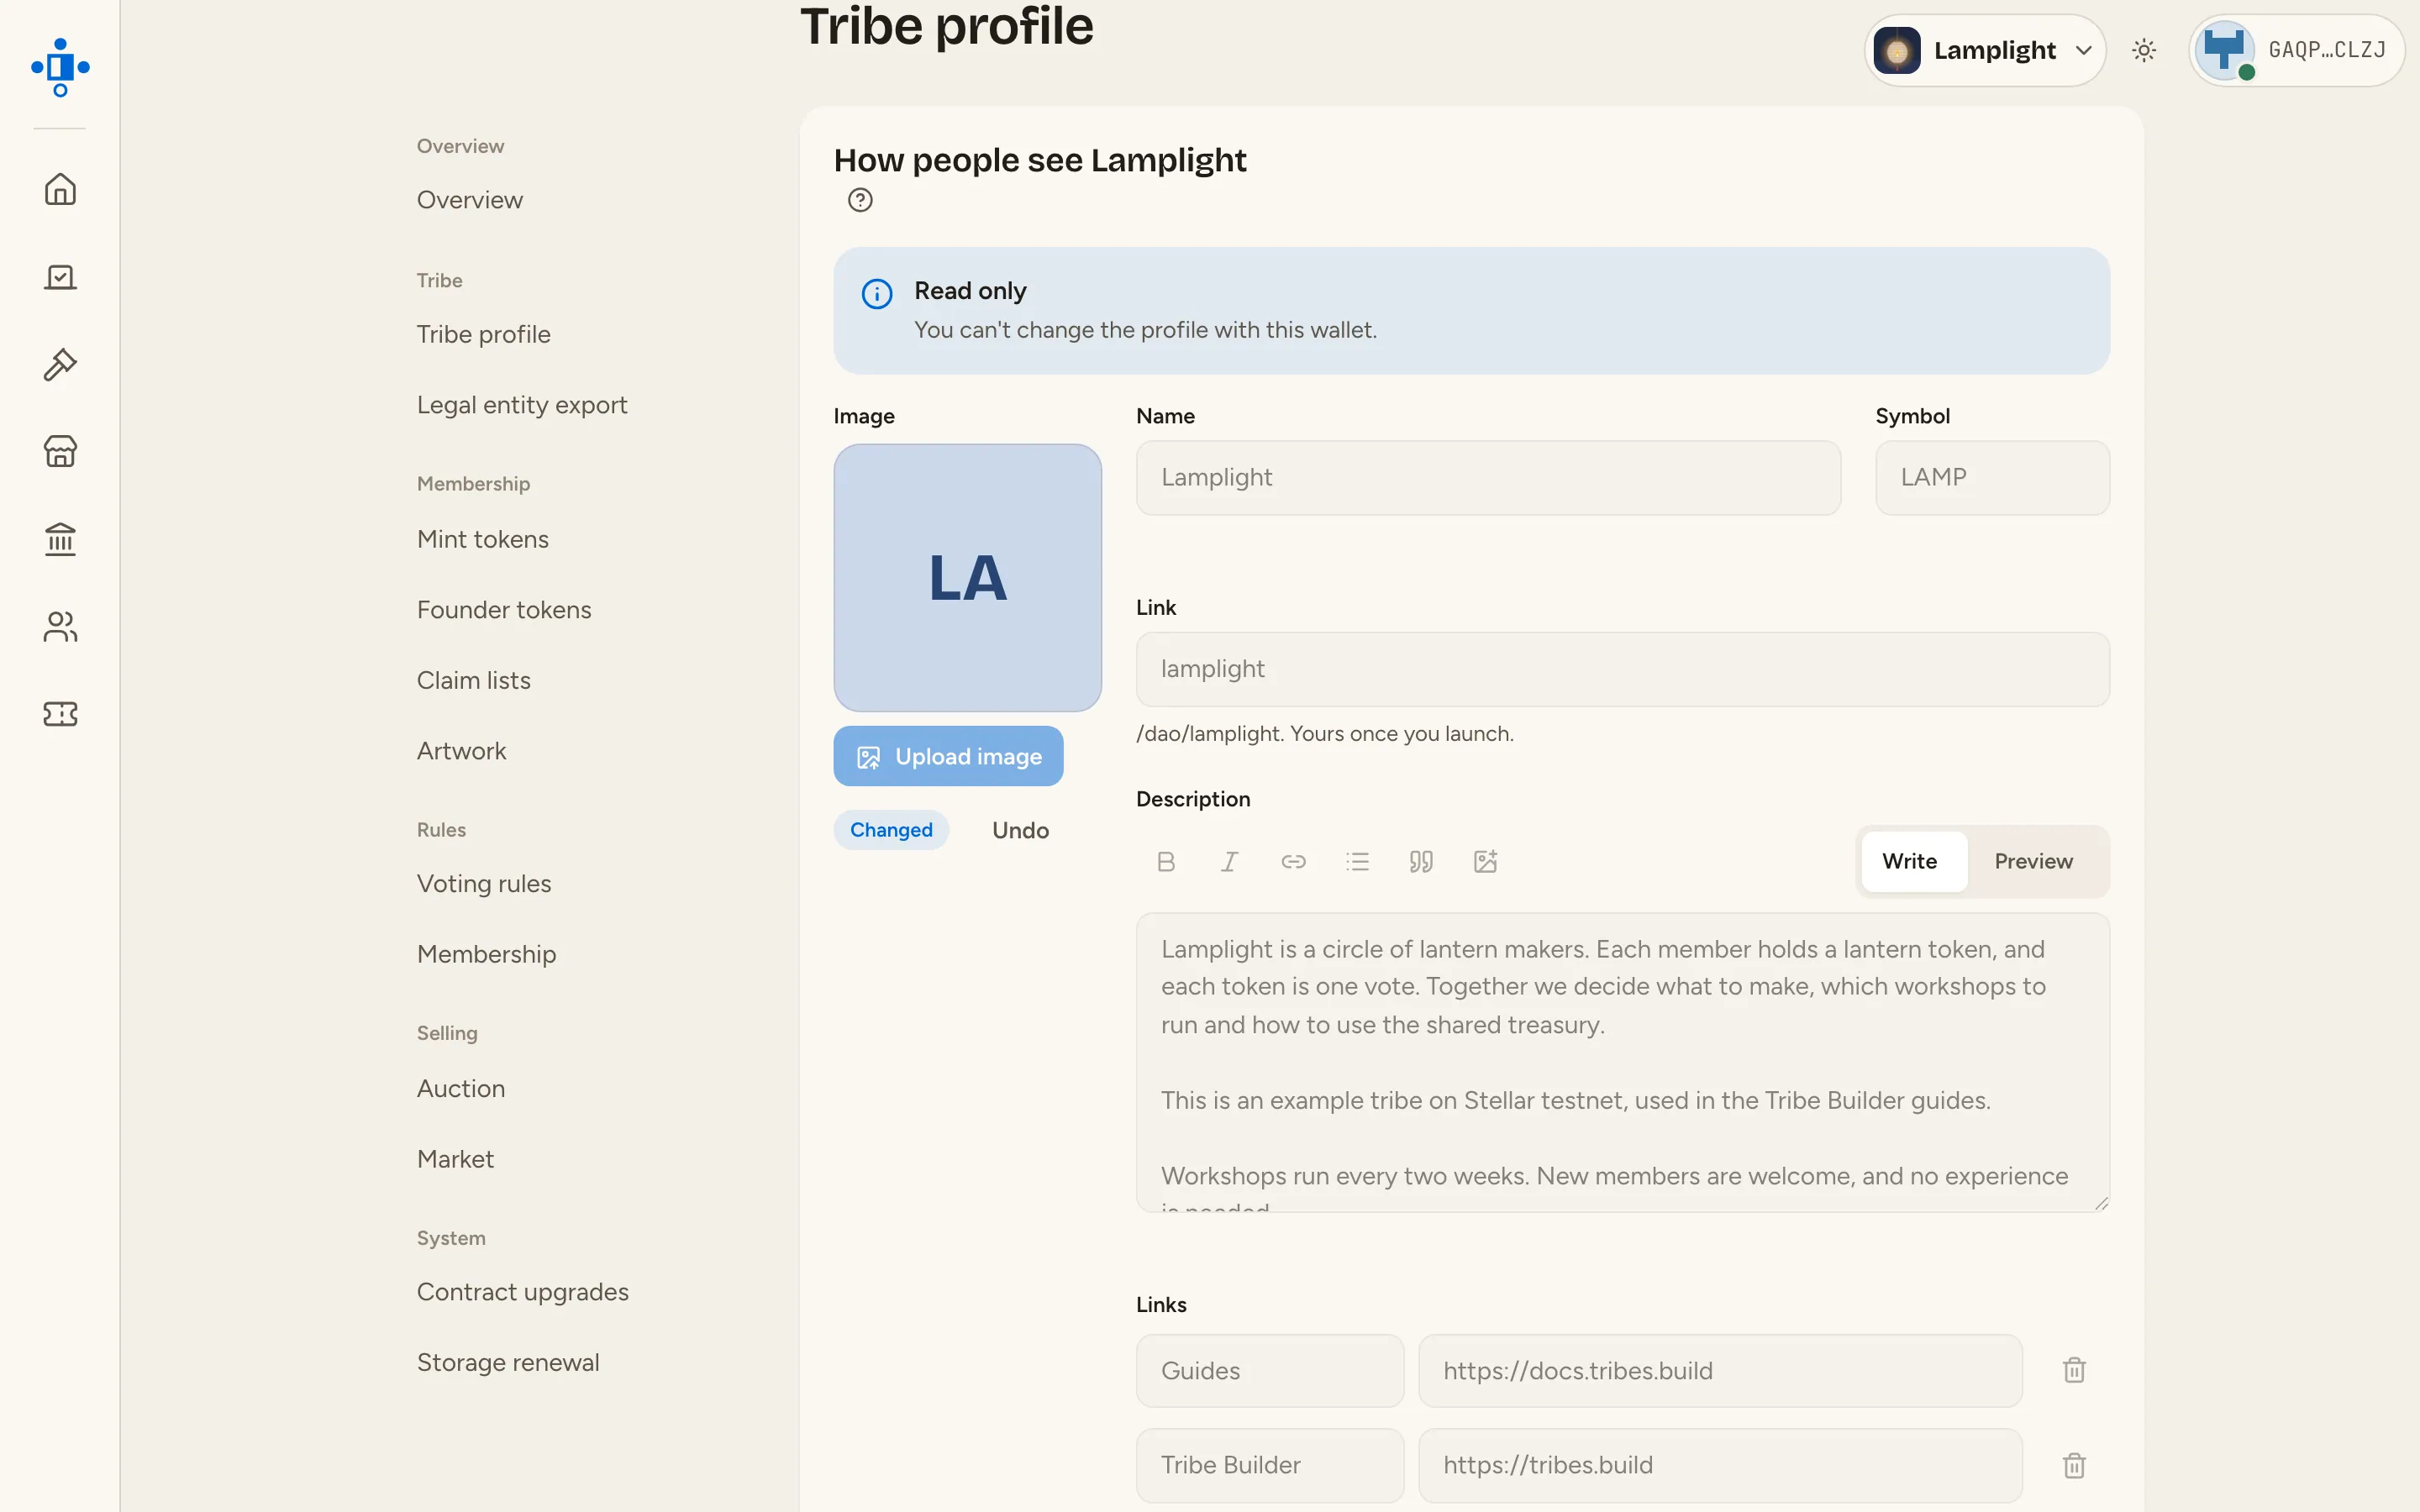 Tribe profile
Lamplight
GAQP…CLZJ
Overview
Overview
Tribe
Tribe profile
Legal entity export
Membership
Mint tokens
Founder tokens
Claim lists
Artwork
Rules
Voting rules
Membership
Selling
Auction
Market
System
Contract upgrades
Storage renewal
How people see Lamplight
Read only
You can't change the profile with this wallet.
Image
LA
Upload image
Changed
Undo
Name
Lamplight
Symbol
LAMP
Link
lamplight
/dao/lamplight. Yours once you launch.
Description
Write
Preview
Lamplight is a circle of lantern makers. Each member holds a lantern token, and
each token is one vote. Together we decide what to make, which workshops to
run and how to use the shared treasury.
This is an example tribe on Stellar testnet, used in the Tribe Builder guides.
Workshops run every two weeks. New members are welcome, and no experience
is needed
Links
Guides
https://docs.tribes.build
Tribe Builder
https://tribes.build